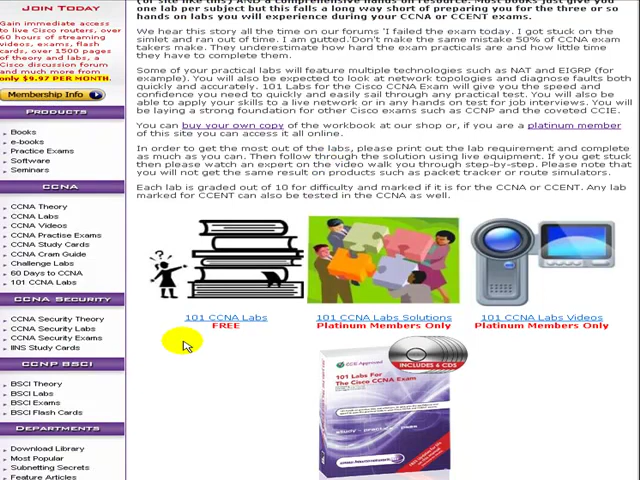 JOIN TODAY
Gain immediate access
to live Cisco routers, over
60 hours of streaming
videos, exams, flash
cards, over 1500 pages
of theory and labs, a
Cisco discussion forum
and much more from
only $9.97 PER MONTH.
Membership Info
PRODUCTS
Books
e-books
Practice Exams
Software
Seminars
CCNA
CCNA Theory
CCNA Labs
CCNA Videos
CCNA Practise Exams
CCNA Study Cards
CCNA Cram Guide
Challenge Labs
60 Days to CCNA
101 CCNA Labs
CCNA SECURITY
CCNA Security Theory
CCNA Security Labs
CCNA Security Exams
IINS Study Cards
CCNP BSCI
BSCI Theory
BSCI Labs
BSCI Exams
BSCI Flash Cards
DEPARTMENTS
Download Library
Most Popular
Subnetting Secrets
Feature Articles
one lab per subject but this falls a long way short of preparing you for the three or so
hands on labs you will experience during your CCNA or CCENT exams.
We hear this story all the time on our forums 'I failed the exam today. I got stuck on the
simlet and ran out of time. I am gutted.'Don't make the same mistake 50% of CCNA exam
takers make. They underestimate how hard the exam practicals are and how little time
they have to complete them.
Some of your practical labs will feature multiple technologies such as NAT and EIGRP (for
example). You will also be expected to look at network topologies and diagnose faults both
quickly and accurately. 101 Labs for the Cisco CCNA Exam will give you the speed and
confidence you need to quickly and easily sail through any practical test. You will also be
able to apply your skills to a live network or in any hands on test for job interviews. You will
be laying a strong foundation for other Cisco exams such as CCNP and the coveted CCIE.
You can buy your own copy of the workbook at our shop or, if you are a platinum member
of this site you can access it all online.
In order to get the most out of the labs, please print out the lab requirement and complete
as much as you can. Then follow through the solution using live equipment. If you get stuck
then please watch an expert on the video walk you through step-by-step. Please note that
you will not get the same result on products such as packet tracker or route simulators.
Each lab is graded out of 10 for difficulty and marked if it is for the CCNA or CCENT. Any lab
marked for CCENT can also be tested in the CCNA as well.
101 CCNA Labs
FREE
101 CCNA Labs Solutions
Platinum Members Only
101 CCNA Labs Videos
Platinum Members Only
INCLUDES 6 CDS
101 Labs For
The Cisco CCNA Exam